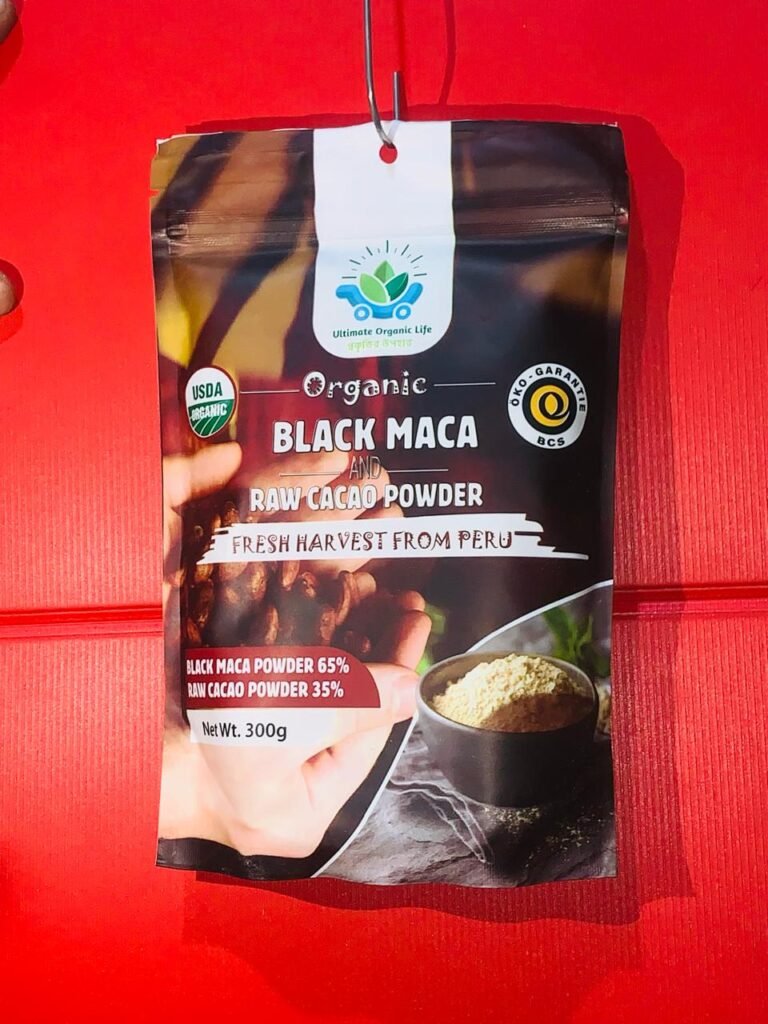 Ultimate Organic Life
প্রকৃতির উপহার
Organic
USDA
ORGANIC
ÖKO-GARANTIE
BCS
BLACK MACA
AND
RAW CACAO POWDER
FRESH HARVEST FROM PERU
BLACK MACA POWDER 65%
RAW CACAO POWDER 35%
Net Wt. 300g